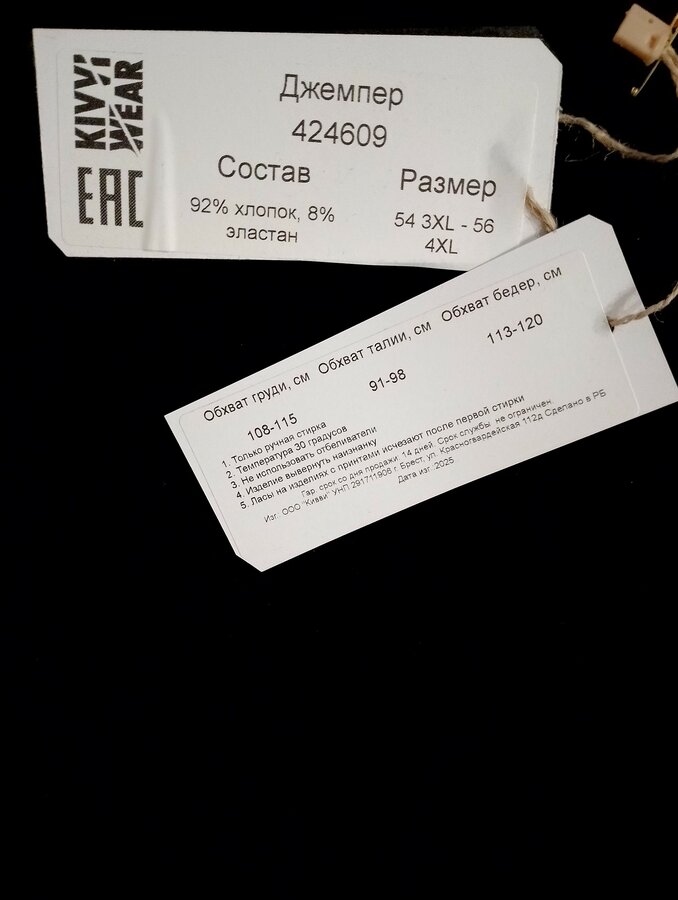 KIVVI
WEAR
EAC
Джемпер
424609
Состав
Размер
92% хлопок, 8%
эластан
54 3XL - 56
4XL
Обхват груди, см Обхват талии, см Обхват бедер, см
108-115
91-98
113-120
1. Только ручная стирка
2. Температура 30 градусов
3. Не использовать отбеливатели
4. Изделие вывернуть наизнанку
5. Ласы на изделиях с принтами исчезают после первой стирки
Гар. срок со дня продажи: 14 дней. Срок службы: не ограничен.
Изг. ООО "Кивви" УНП 291711906 г. Брест, ул. Красногвардейская 112д Сделано в РБ
Дата изг. 2025